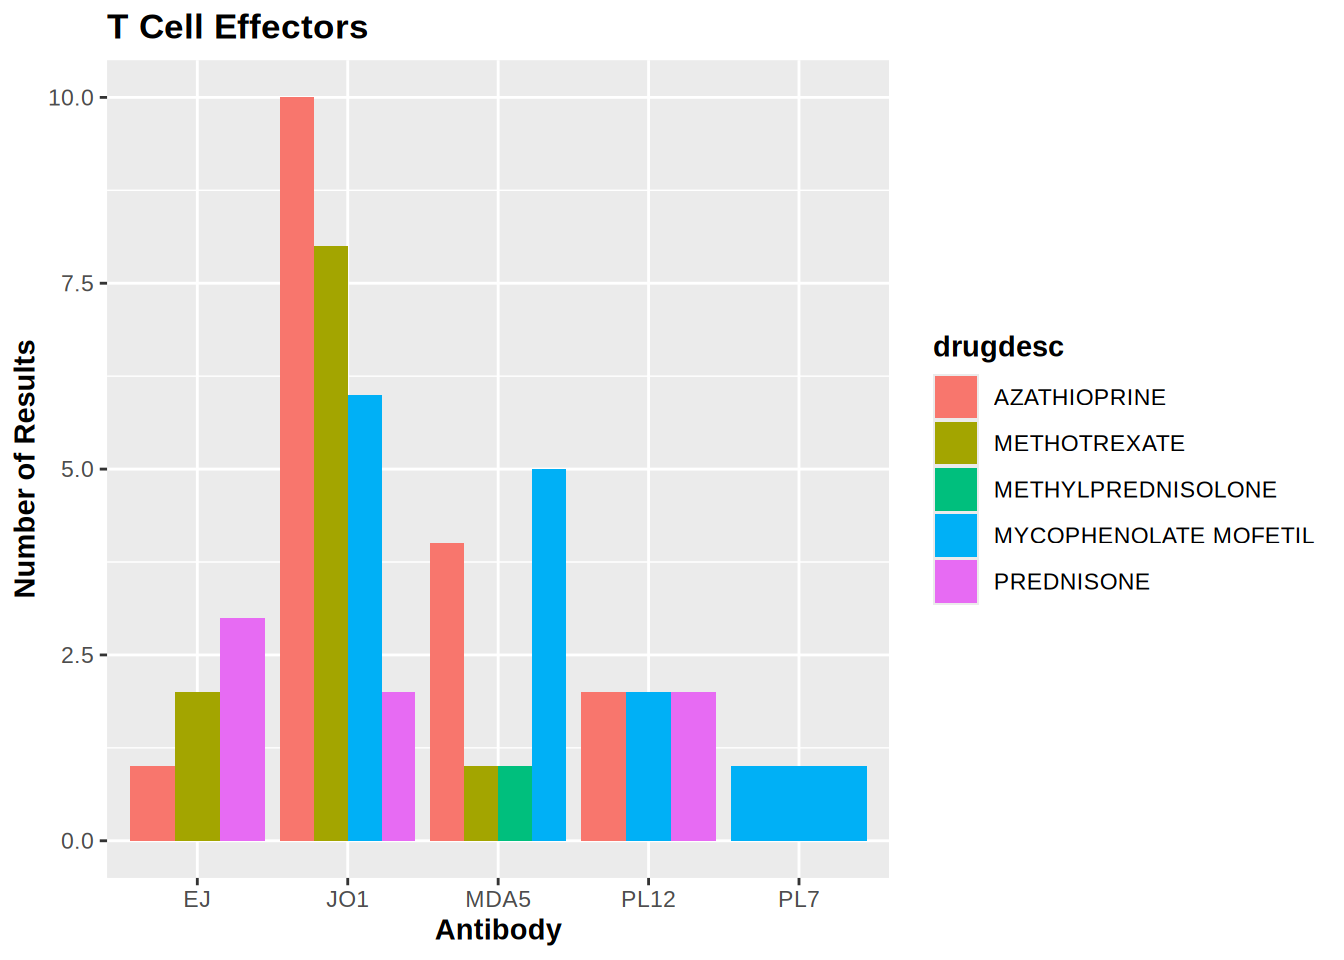 T Cell Effectors
Number of Results
10.0
7.5
5.0
2.5
0.0
EJ
JO1
MDA5
PL12
PL7
Antibody
drugdesc
AZATHIOPRINE
METHOTREXATE
METHYLPREDNISOLONE
MYCOPHENOLATE MOFETIL
PREDNISONE